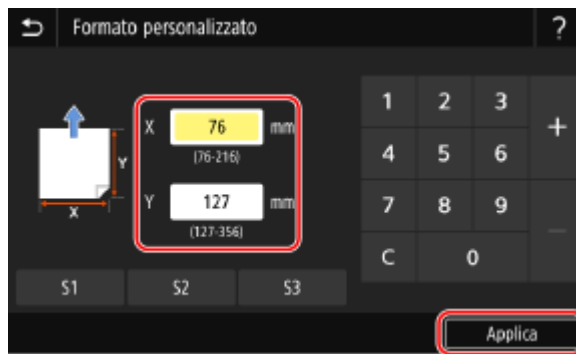 Formato personalizzato ?
X 76 mm
(76-216)
Y
Y 127 mm
(127-356)
X
1 2 3 +
4 5 6
7 8 9 −
C 0
S1 S2 S3
Applica